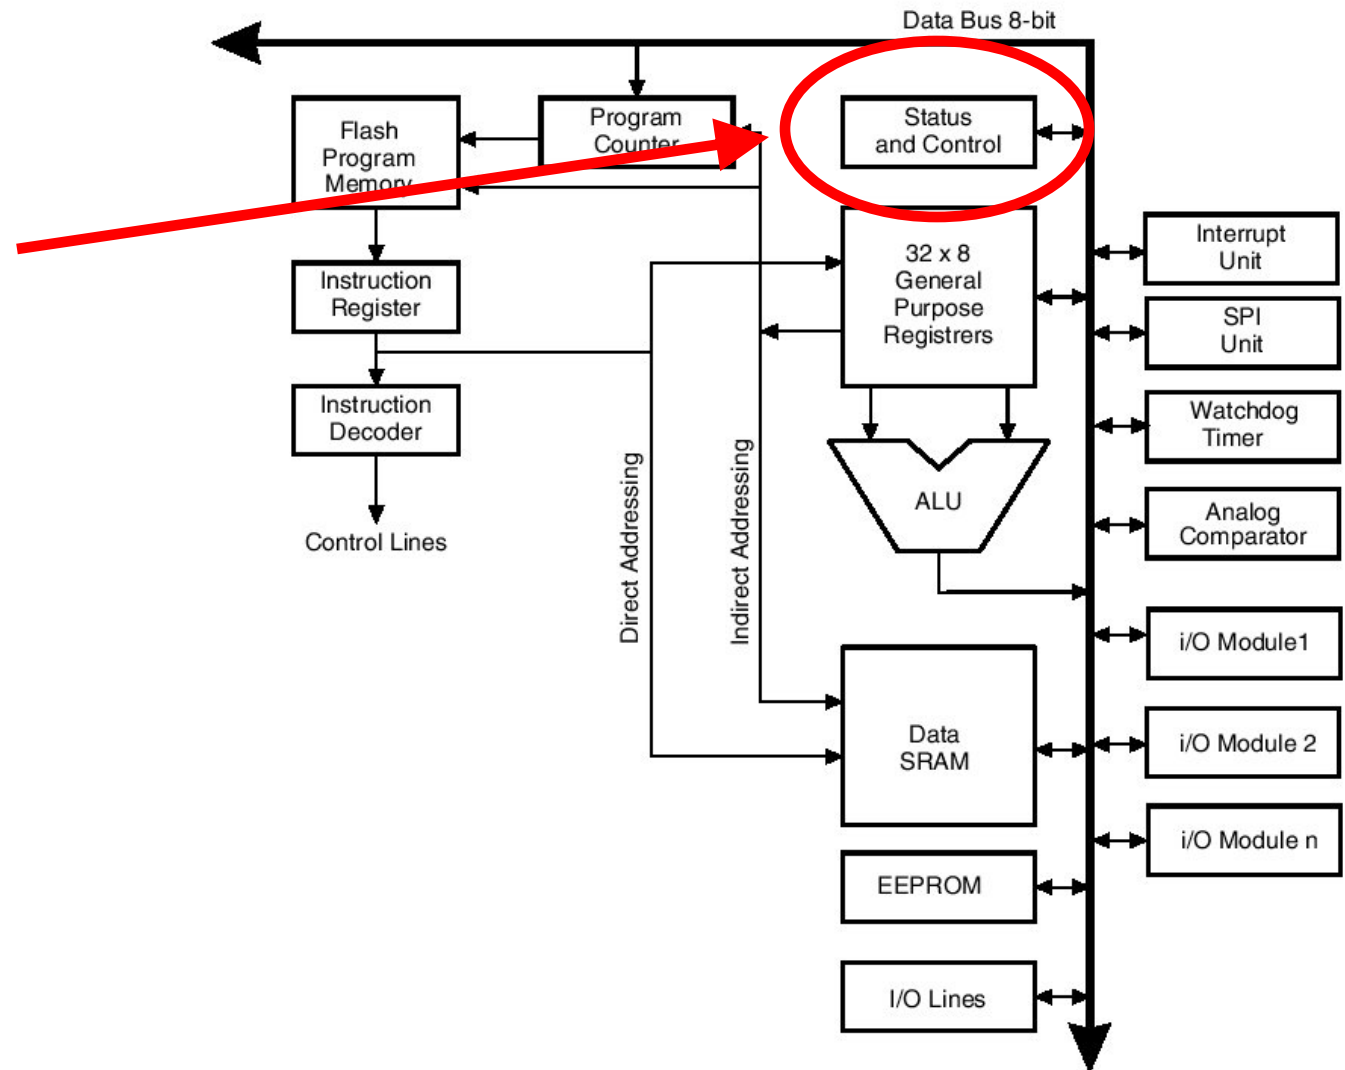 Data Bus 8-bit
Flash
Program
Memory
Program
Counter
Status
and Control
Instruction
Register
32 x 8
General
Purpose
Registrers
Interrupt
Unit
SPI
Unit
Instruction
Decoder
Watchdog
Timer
Control Lines
Direct Addressing
Indirect Addressing
ALU
Analog
Comparator
i/O Module1
Data
SRAM
i/O Module 2
i/O Module n
EEPROM
I/O Lines